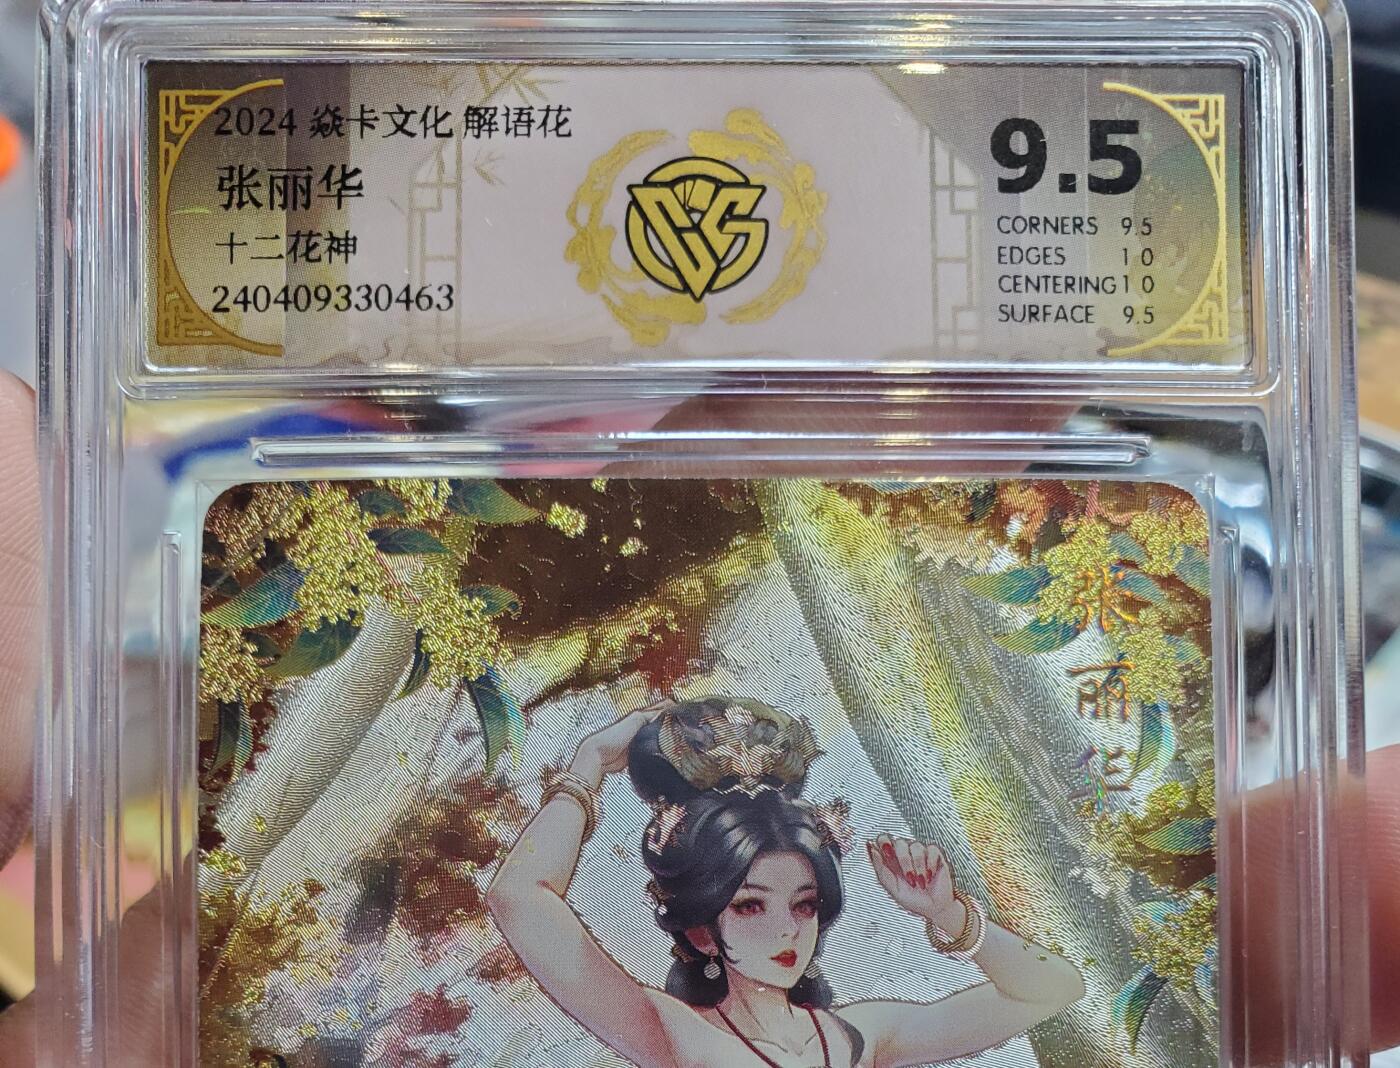 2024 焱卡文化 解语花
张丽华
十二花神
240409330463
CCS
9.5
CORNERS 9.5
EDGES 10
CENTERING 10
SURFACE 9.5
张丽华